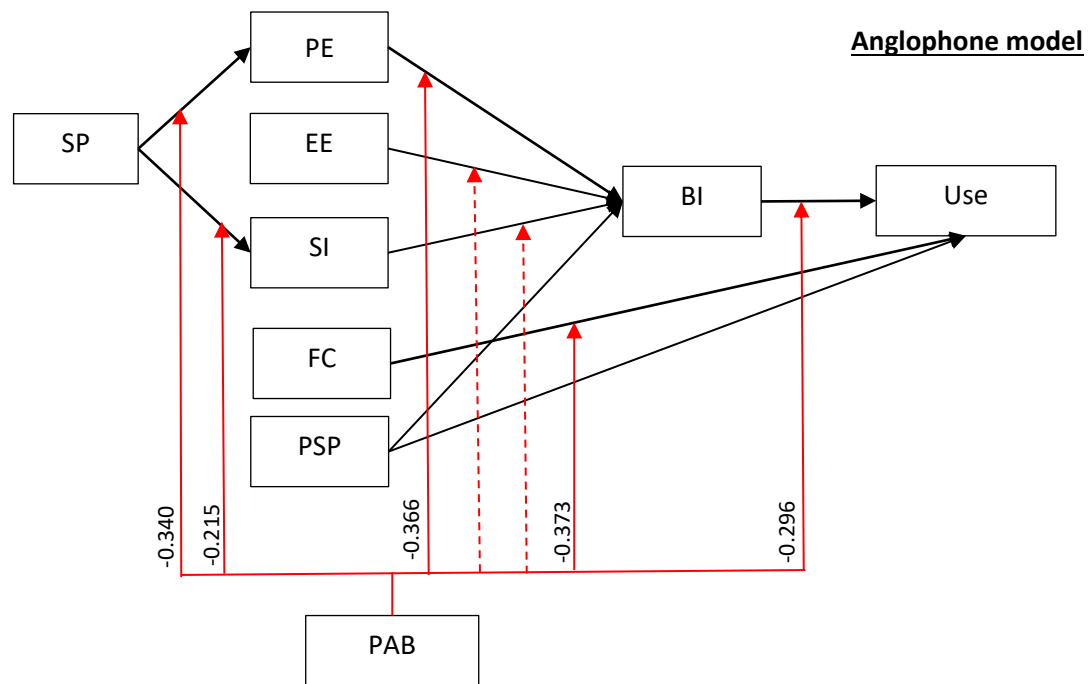 Anglophone model
PE
SP
EE
BI
Use
SI
FC
PSP
-0.340
-0.215
-0.366
-0.373
-0.296
PAB